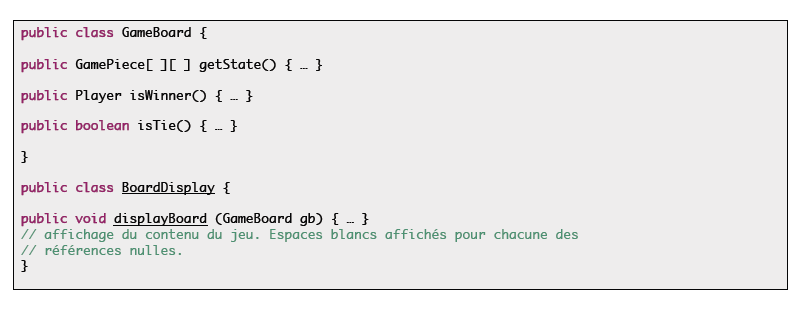 public class GameBoard {
public GamePiece[ ][ ] getState() { … }
public Player isWinner() { … }
public boolean isTie() { … }
}
public class BoardDisplay {
public void displayBoard (GameBoard gb) { … }
// affichage du contenu du jeu. Espaces blancs affichés pour chacune des
// références nulles.
}